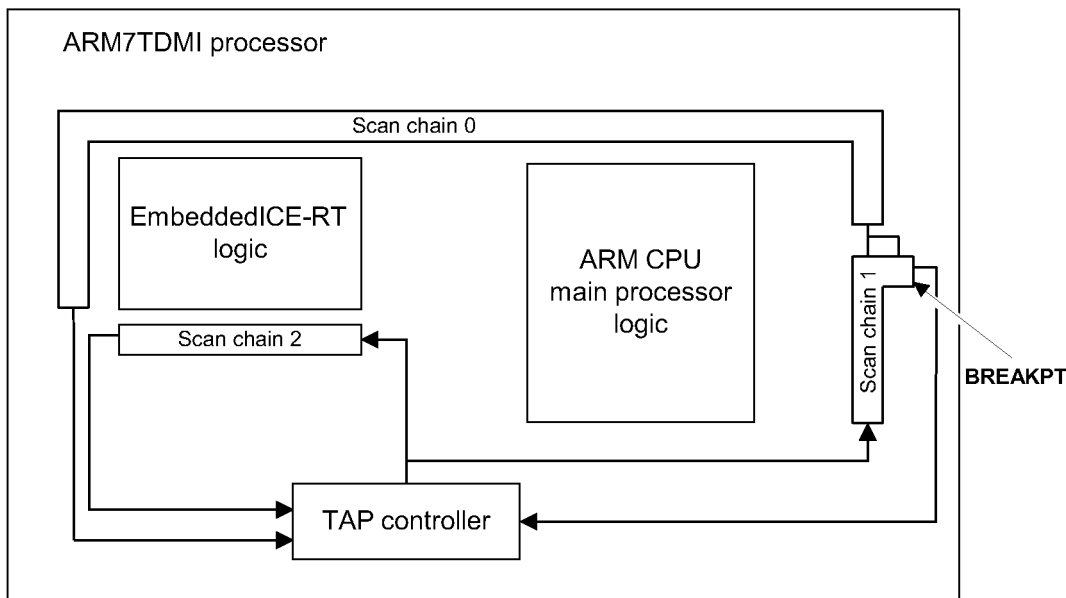 ARM7TDMI processor
Scan chain 0
EmbeddedICE-RT
logic
ARM CPU
main processor
logic
Scan chain 1
Scan chain 2
BREAKPT
TAP controller